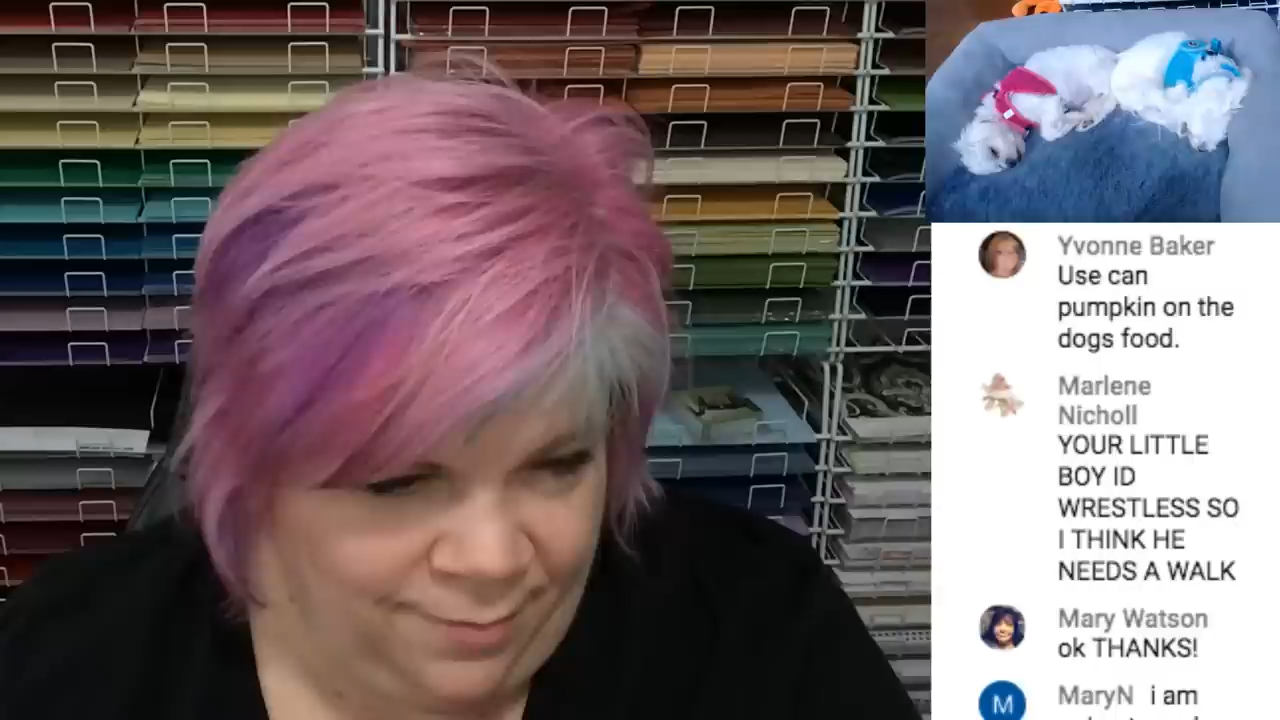 Yvonne Baker
Use can
pumpkin on the
dogs food.
Marlene
Nicholl
YOUR LITTLE
BOY ID
WRESTLESS SO
I THINK HE
NEEDS A WALK
Mary Watson
ok THANKS!
M
MaryN i am